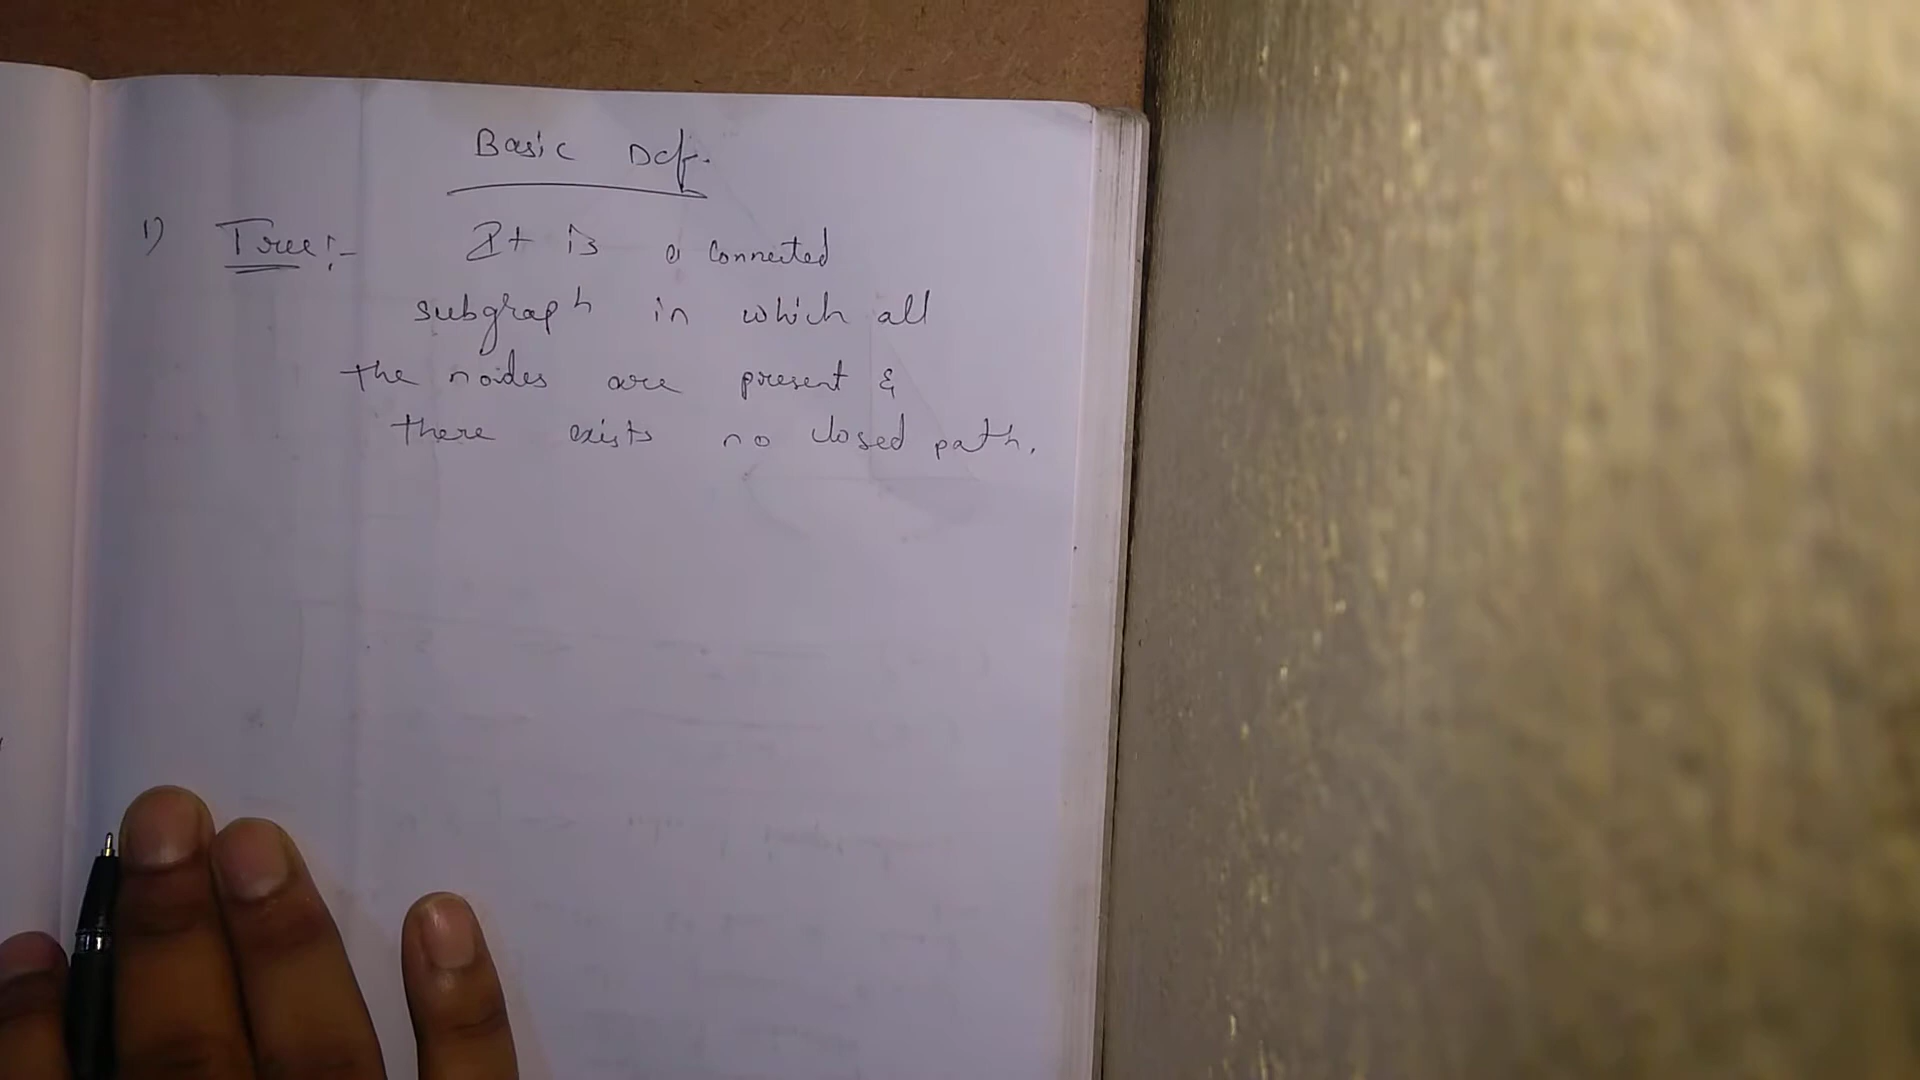 Basic Def.
1) Tree:- It is a connected
subgraph in which all
the nodes are present &
there exists no closed path.